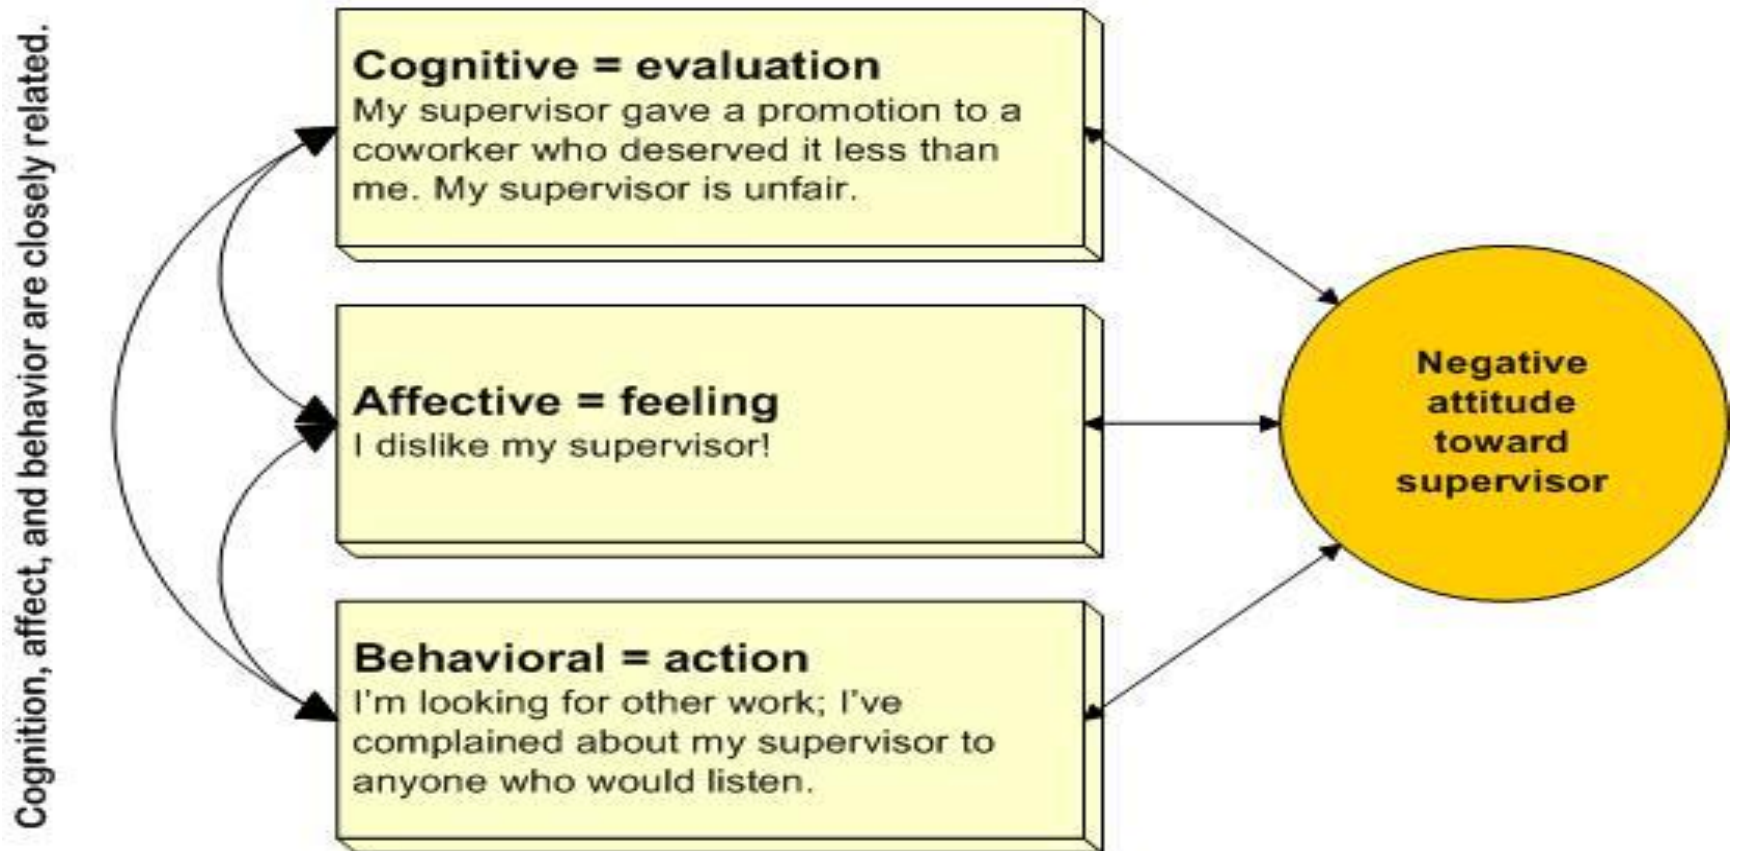 Cognition, affect, and behavior are closely related.
Cognitive = evaluation
My supervisor gave a promotion to a
coworker who deserved it less than
me. My supervisor is unfair.
Affective = feeling
I dislike my supervisor!
Behavioral = action
I'm looking for other work; I've
complained about my supervisor to
anyone who would listen.
Negative
attitude
toward
supervisor